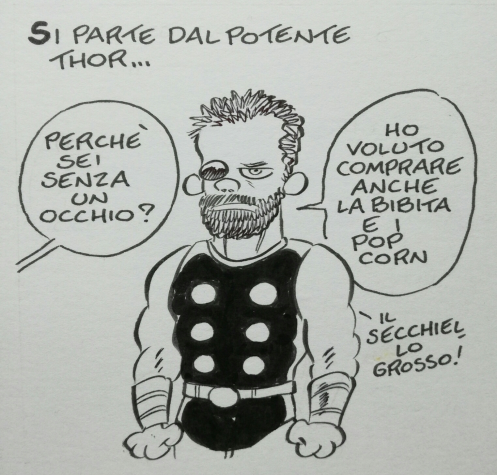 SI PARTE DAL POTENTE
THOR...
PERCHÈ
SEI
SENZA
UN
OCCHIO?
HO
VOLUTO
COMPRARE
ANCHE
LA BIBITA
E I
POP
CORN
IL
SECCHIEL
LO
GROSSO!